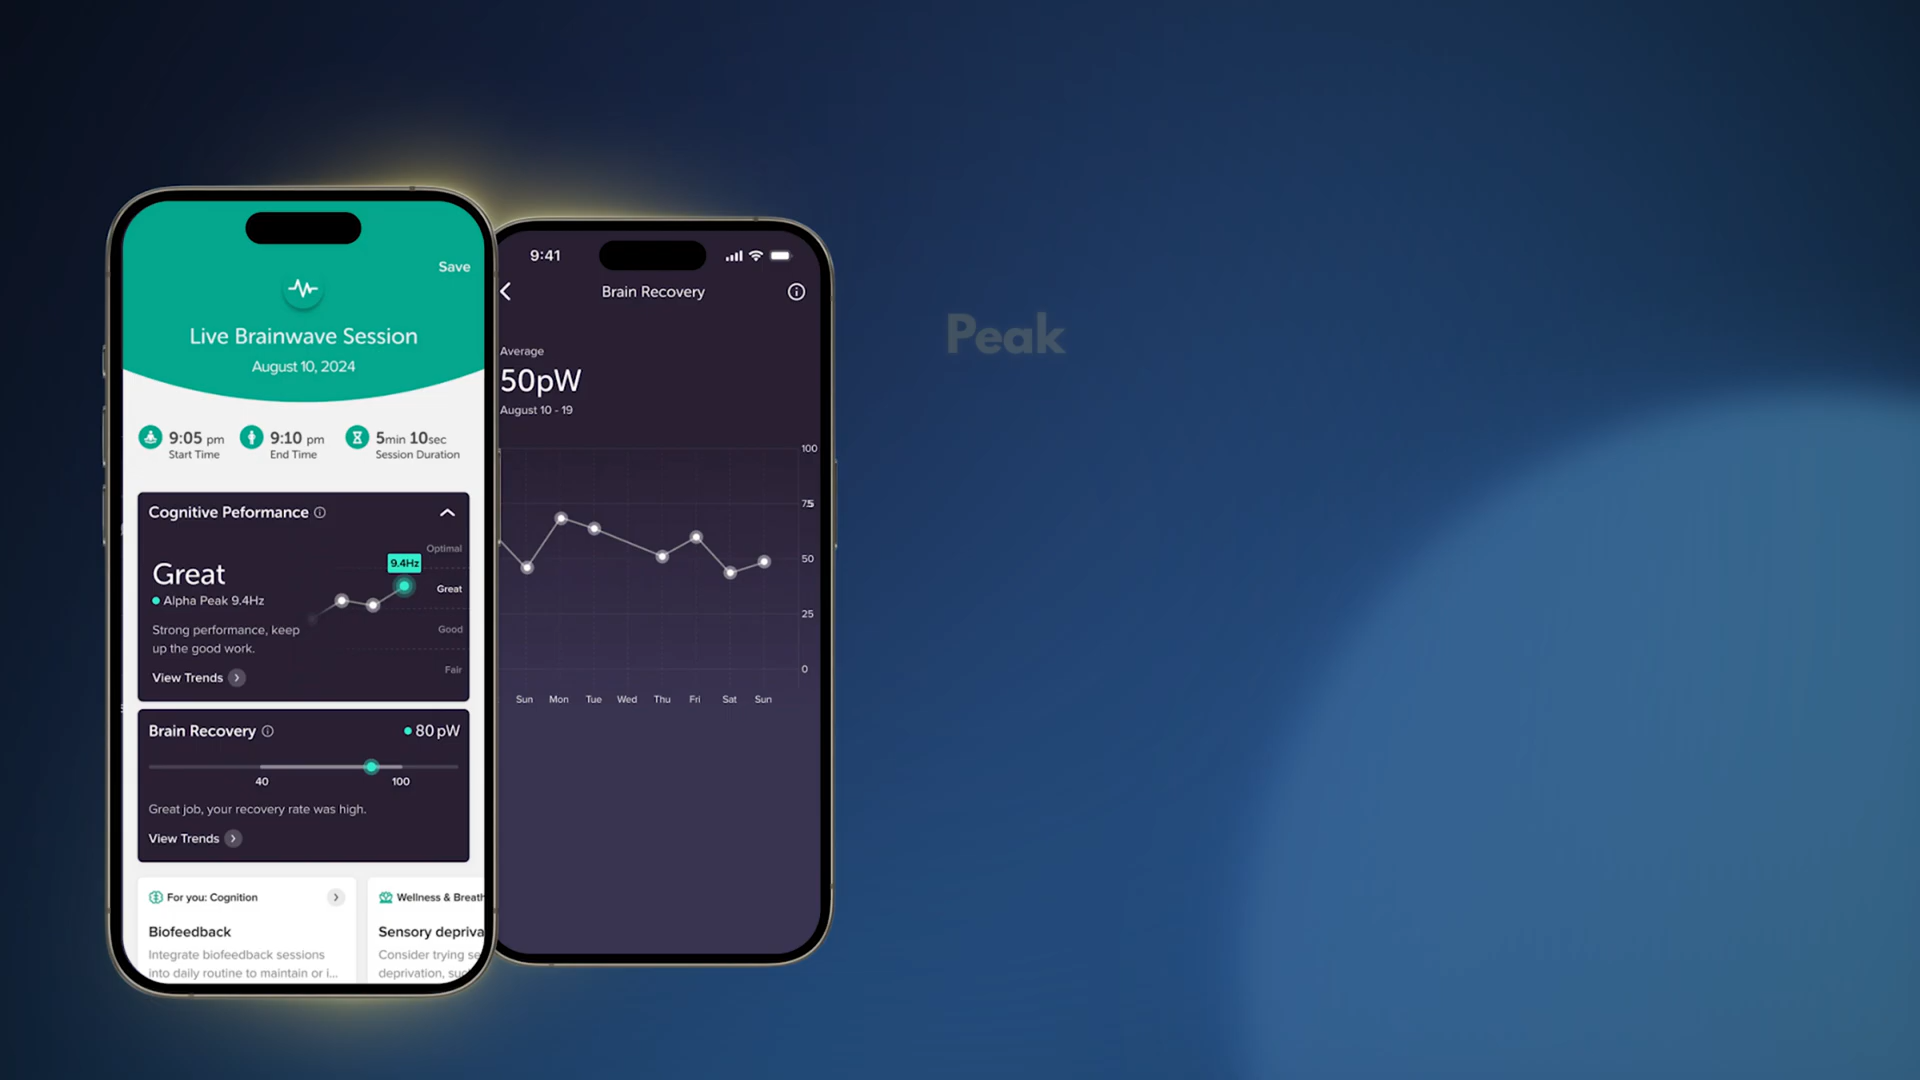 Save
Live Brainwave Session
August 10, 2024
9:05 pm
Start Time
9:10 pm
End Time
5min 10sec
Session Duration
Cognitive Peformance
Optimal
9.4Hz
Great
Great
Alpha Peak 9.4Hz
Good
Strong performance, keep
up the good work.
Fair
View Trends
Brain Recovery
80 pW
40
100
Great job, your recovery rate was high.
View Trends
For you: Cognition
Biofeedback
Integrate biofeedback sessions
into daily routine to maintain or i...
Wellness & Breath
Sensory depriva
Consider trying se
deprivation, suc
9:41
Brain Recovery
Average
50pW
August 10 - 19
100
75
50
25
0
Sun Mon Tue Wed Thu Fri Sat Sun
Peak